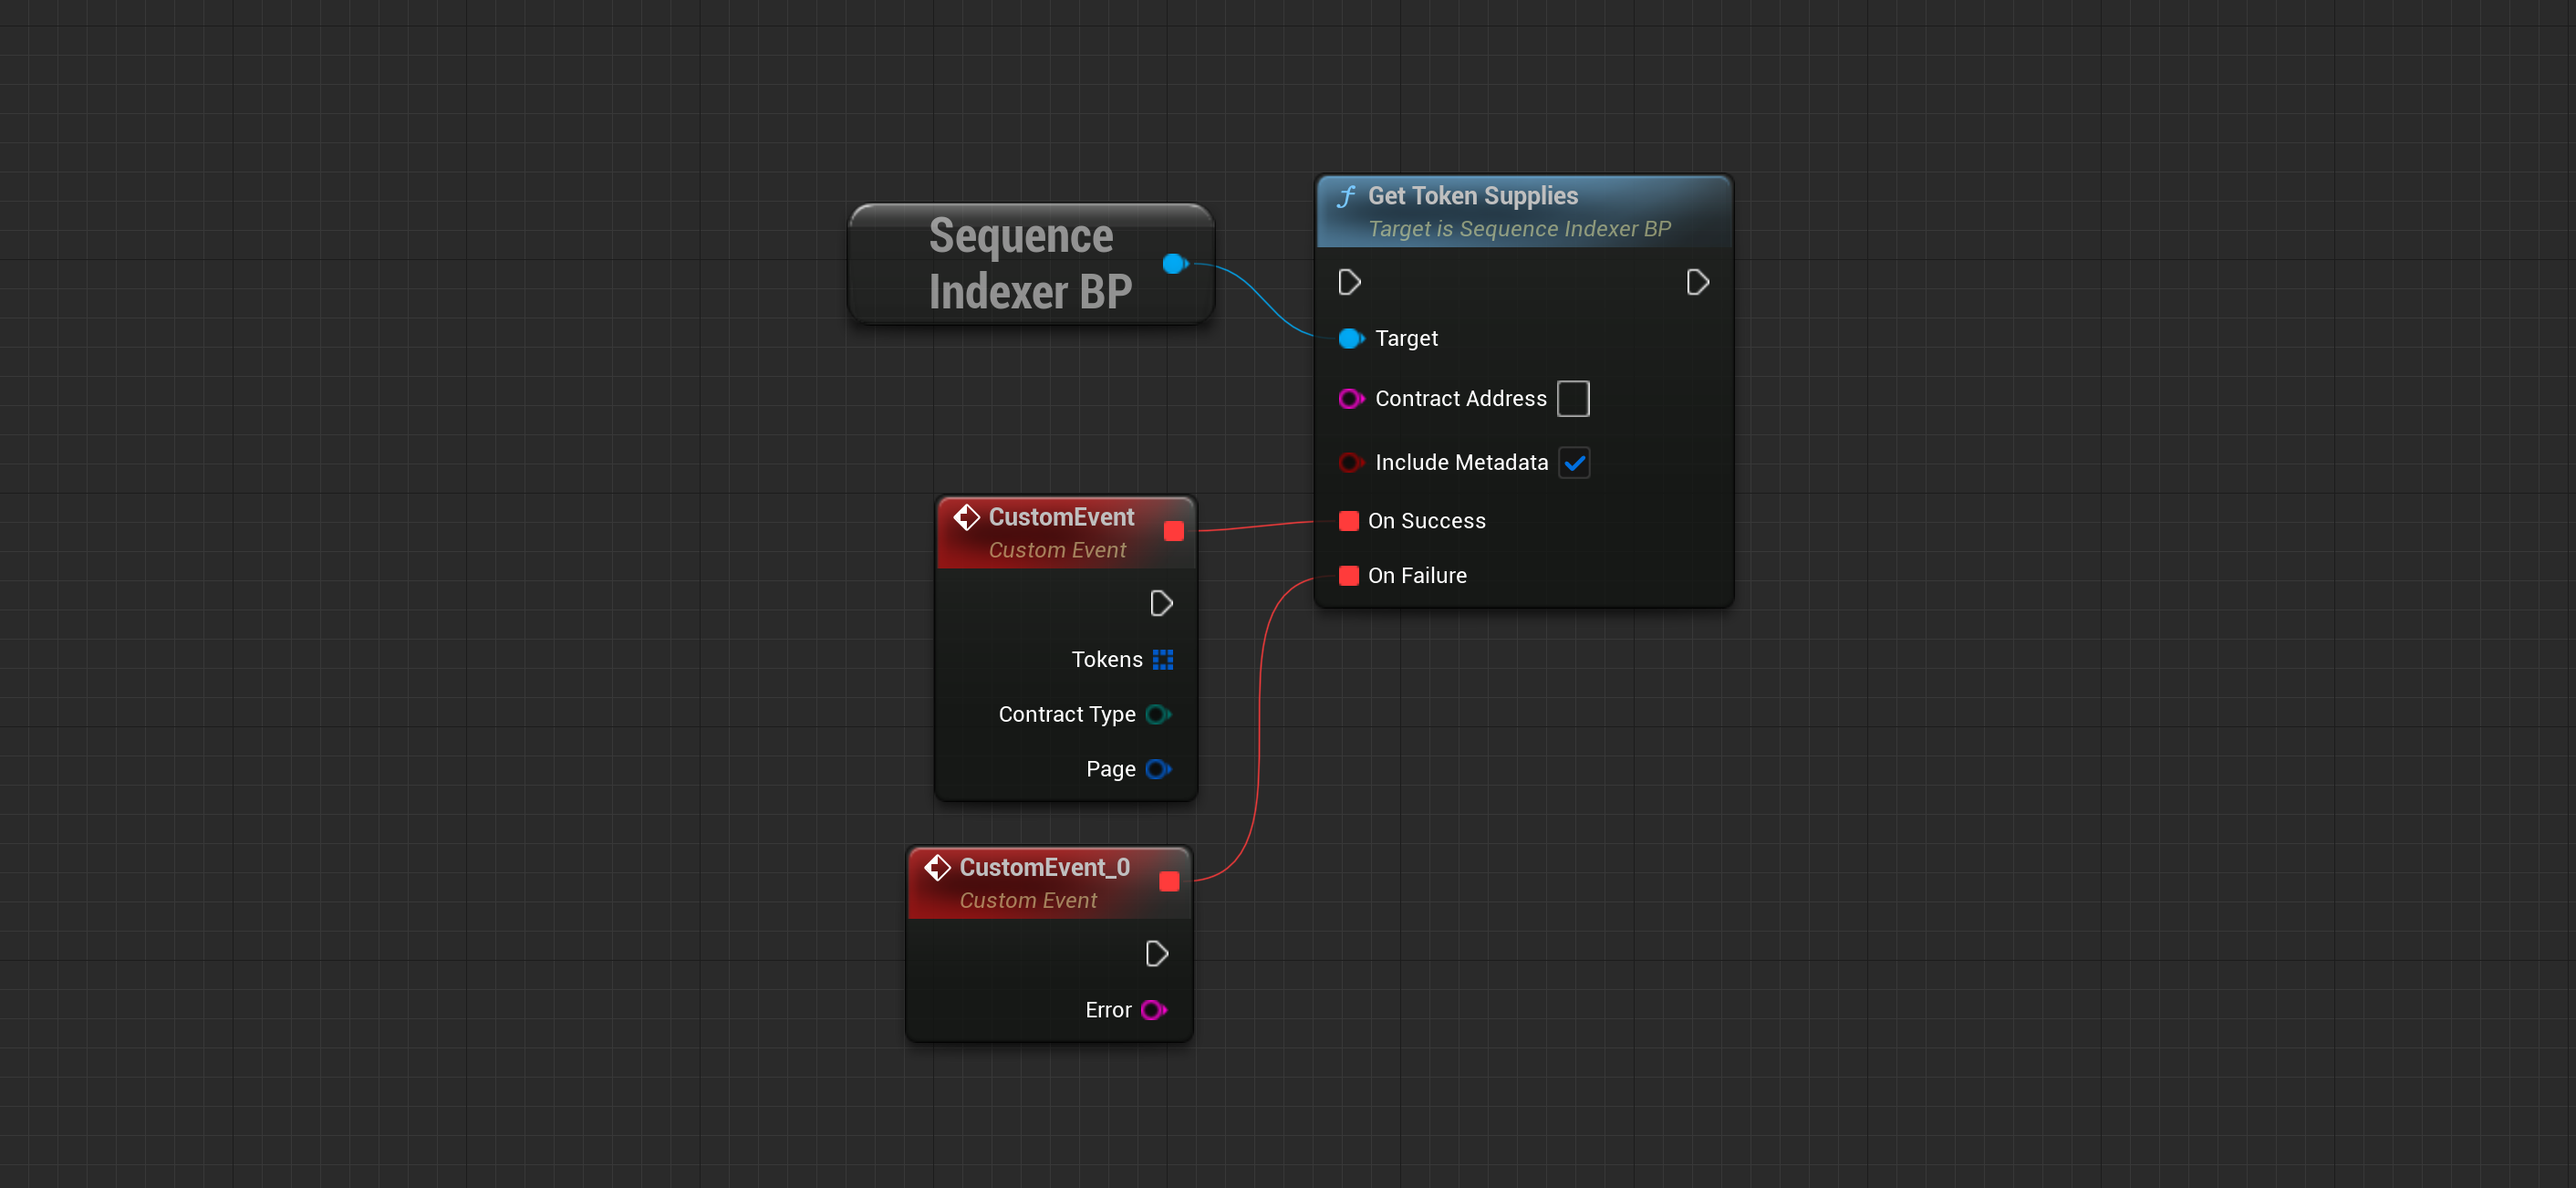 Sequence
Indexer BP
Get Token Supplies
Target is Sequence Indexer BP
Target
Contract Address
Include Metadata
On Success
On Failure
CustomEvent
Custom Event
Tokens
Contract Type
Page
CustomEvent_0
Custom Event
Error